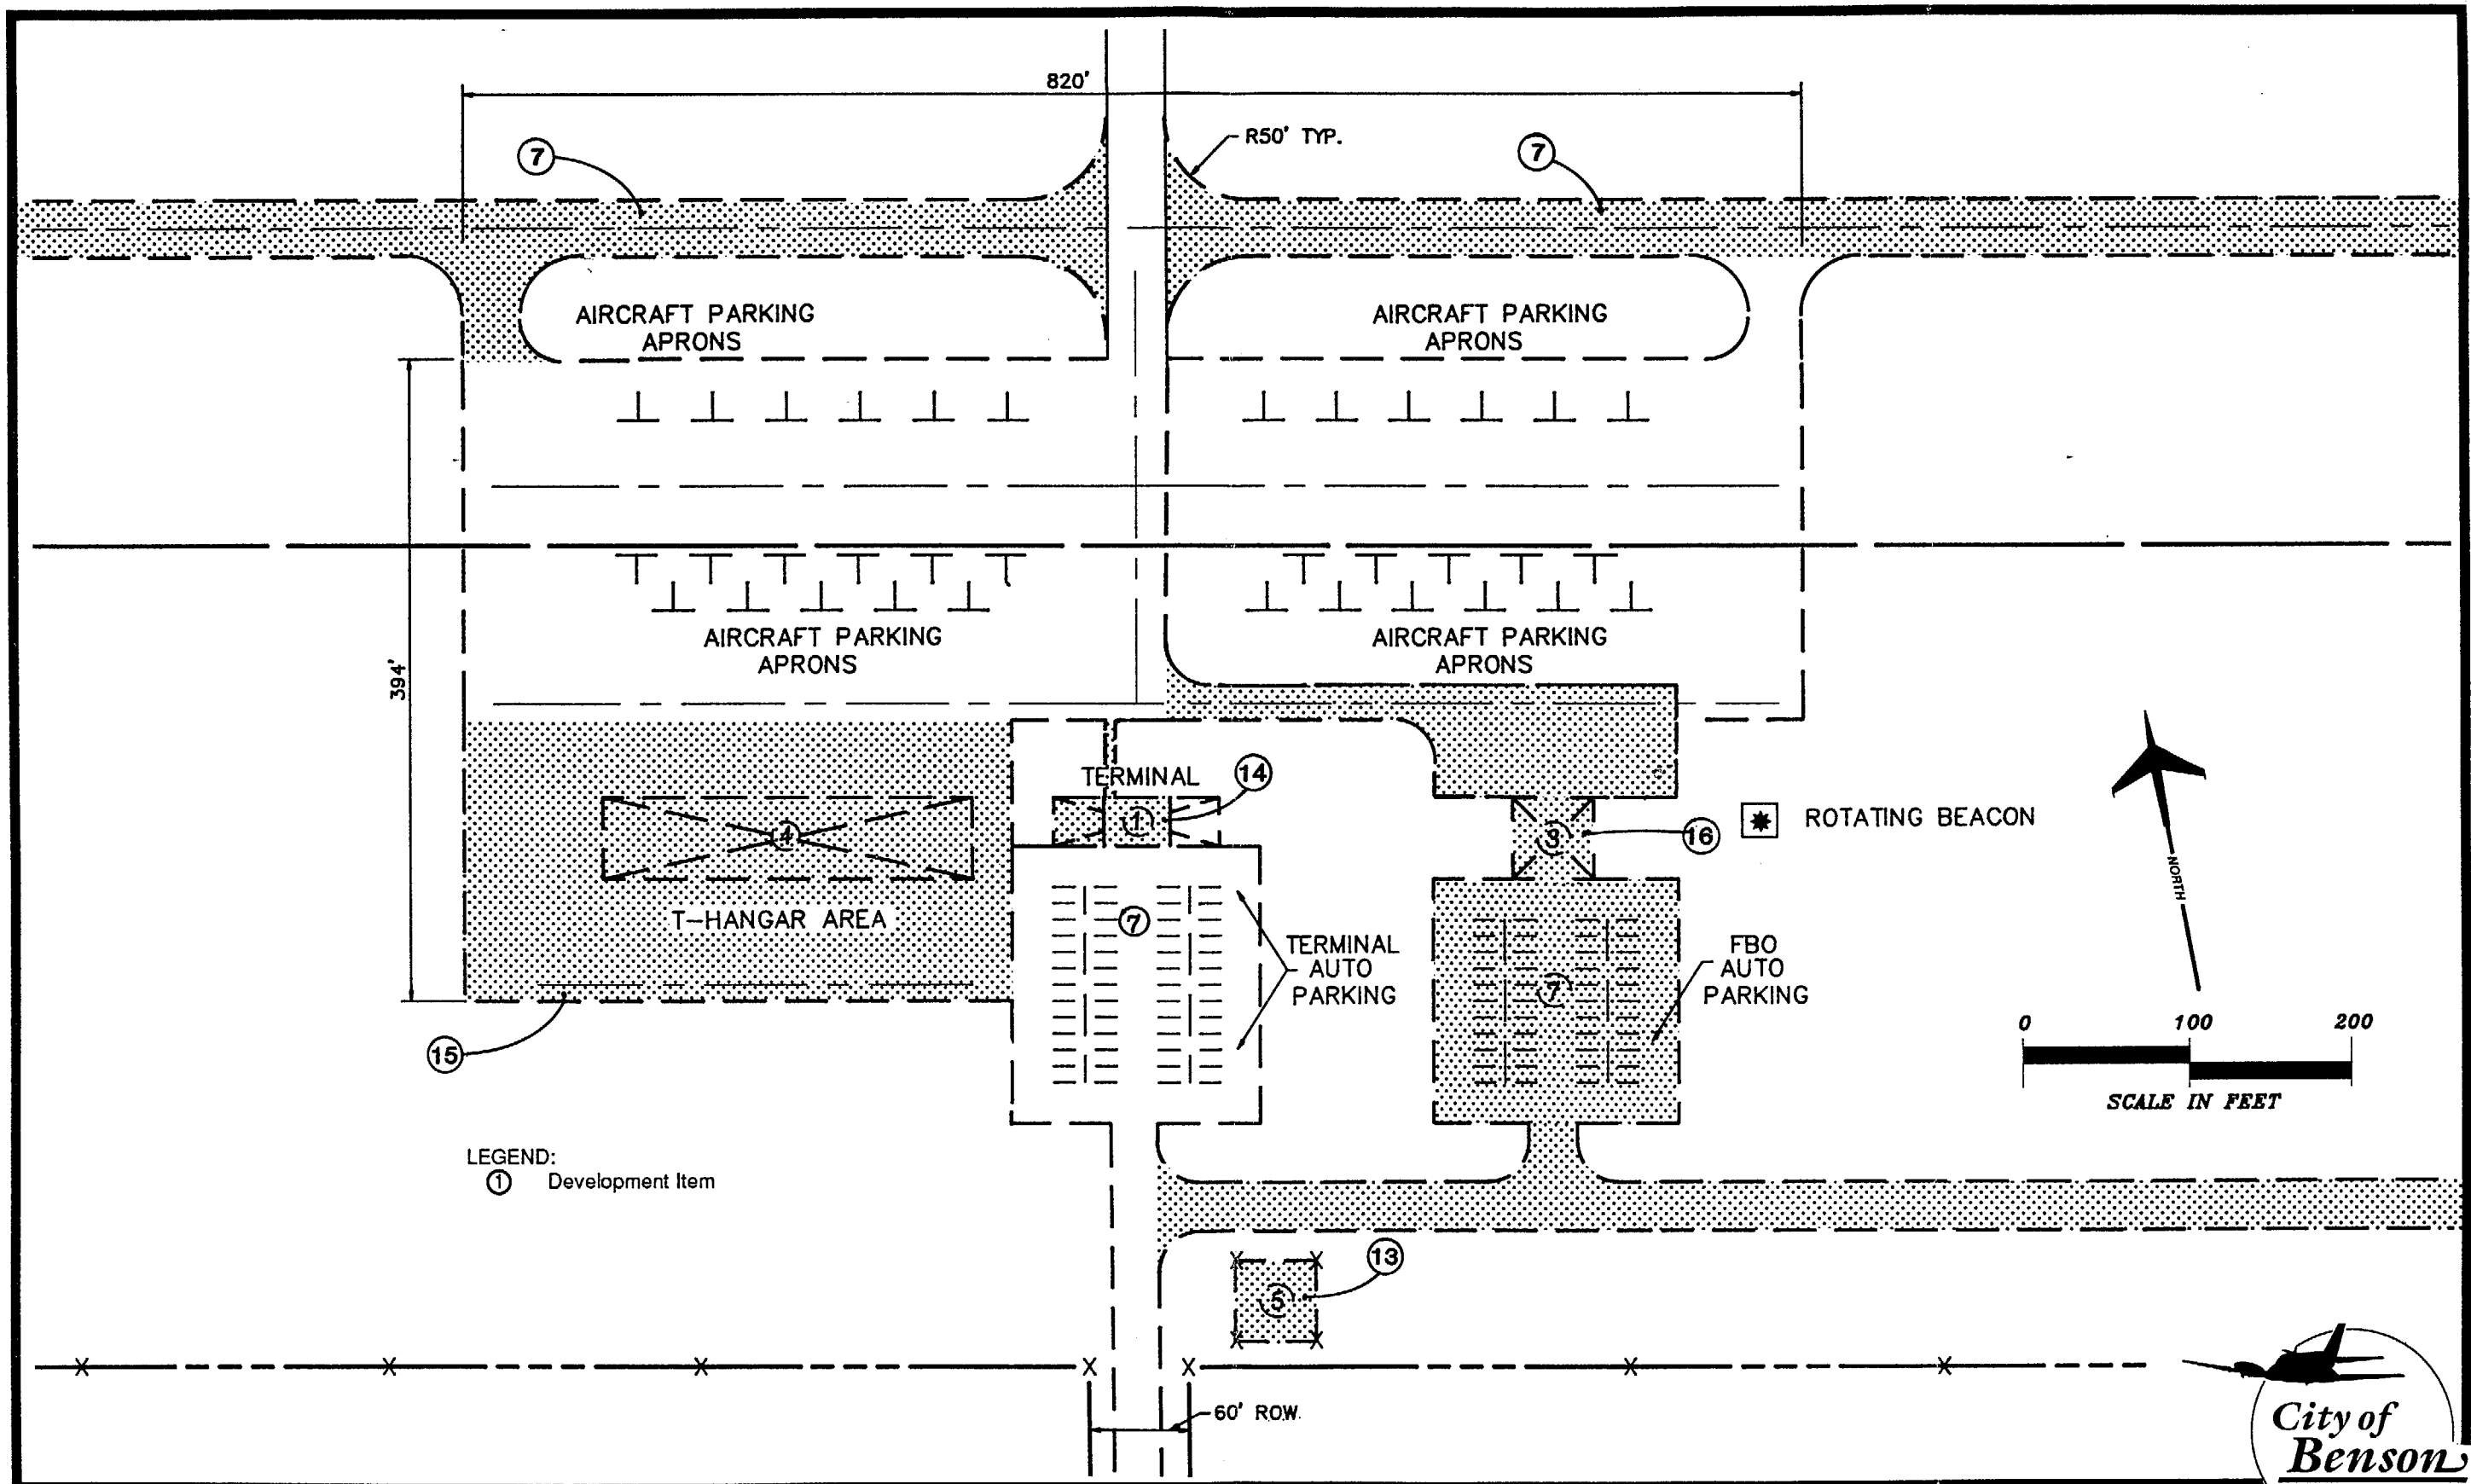 820'
R50' TYP.
7
7
AIRCRAFT PARKING
APRONS
AIRCRAFT PARKING
APRONS
394'
AIRCRAFT PARKING
APRONS
AIRCRAFT PARKING
APRONS
TERMINAL
14
1
4
3
16
ROTATING BEACON
NORTH
T-HANGAR AREA
7
TERMINAL
AUTO
PARKING
7
FBO
AUTO
PARKING
0 100 200
SCALE IN FEET
15
LEGEND:
1 Development Item
13
5
60' ROW.
City of
Benson